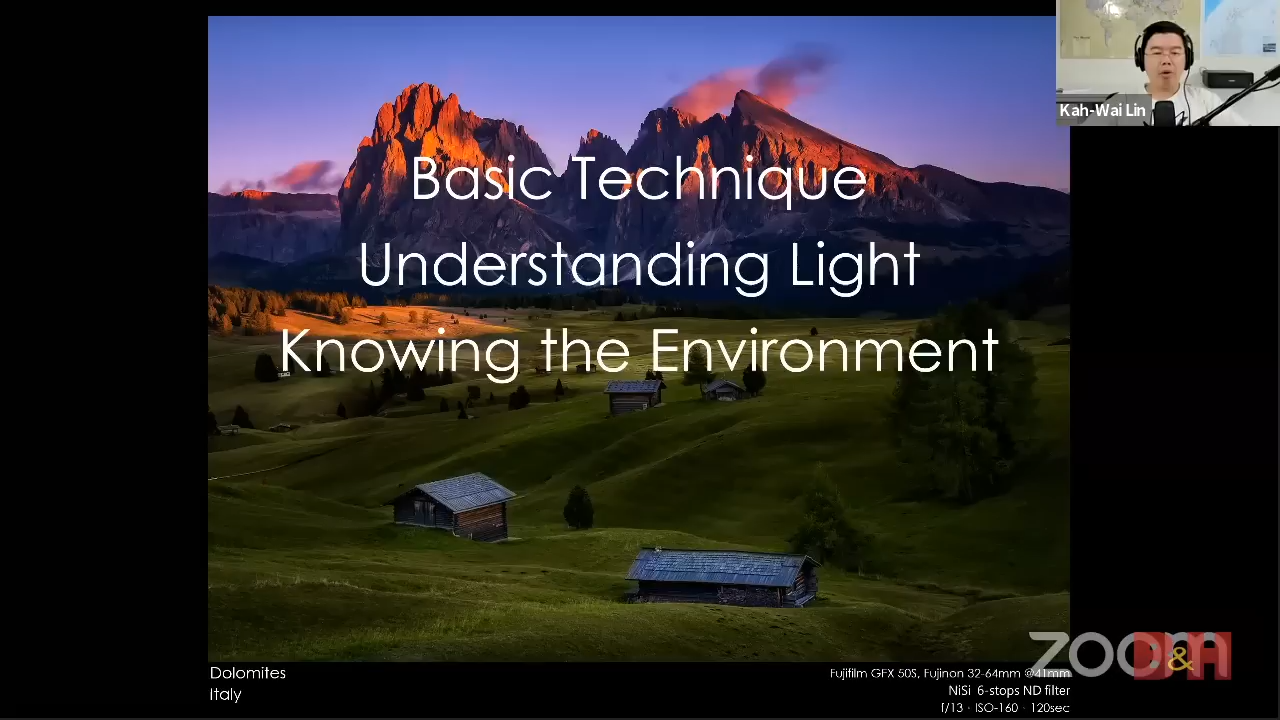 Kah-Wai Lin
Basic Technique
Understanding Light
Knowing the Environment
Dolomites
Italy
Fujifilm GFX 50S, Fujinon 32-64mm @41mm
NiSi 6-stops ND filter
f/13 · ISO-160 · 120sec
zoom
B&H